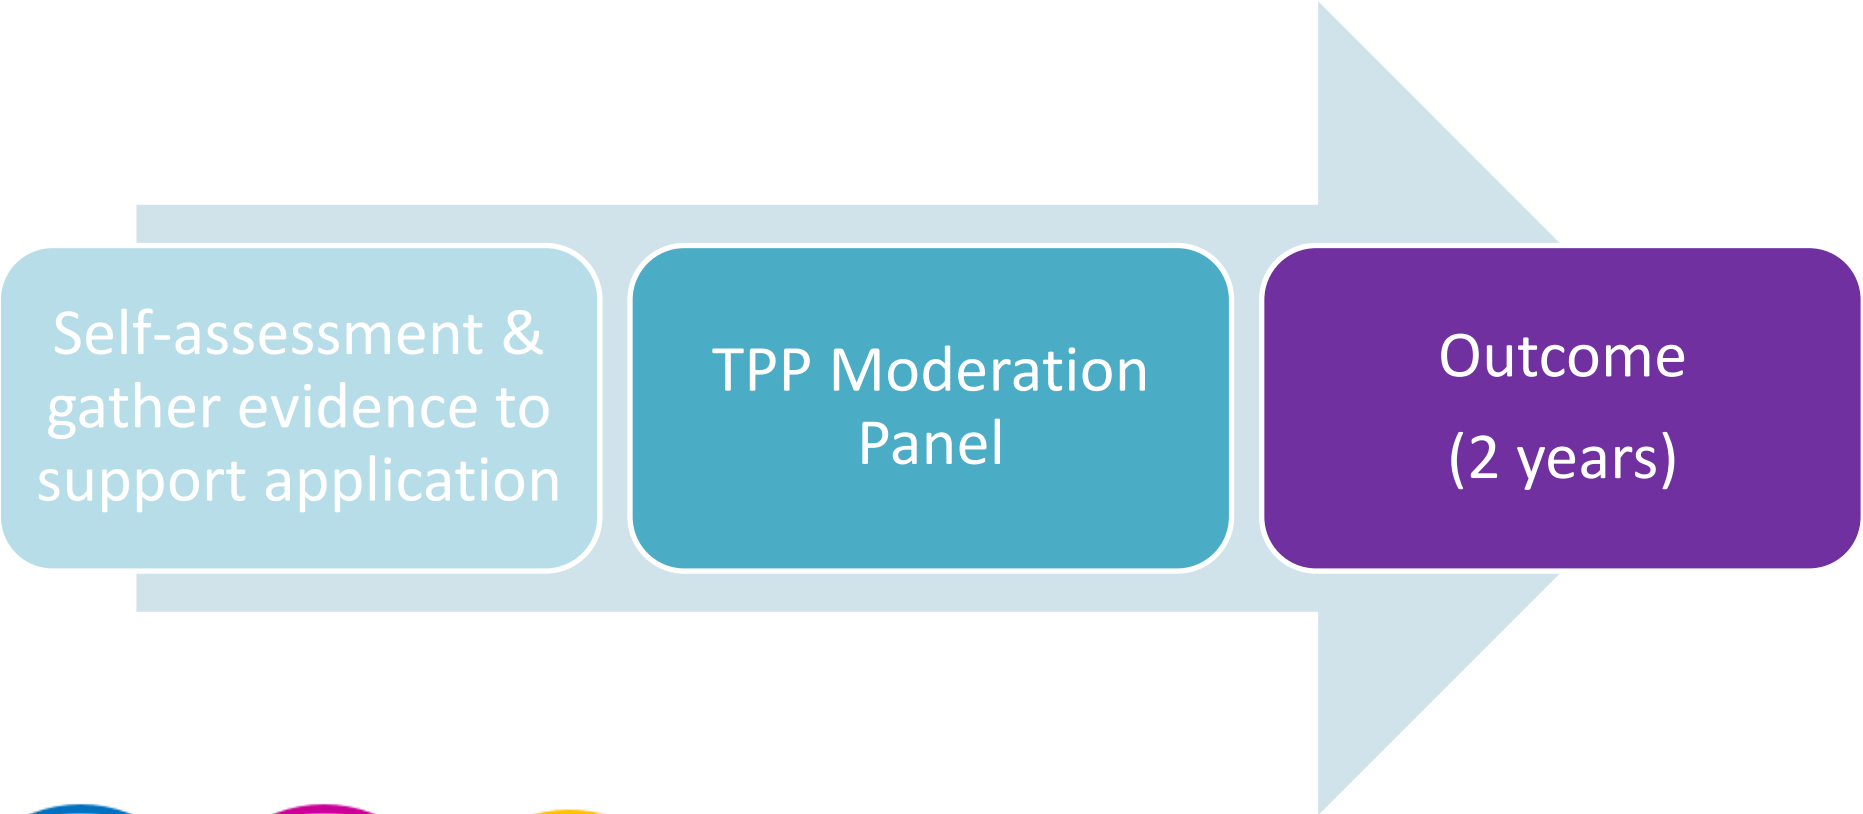 Self-assessment &
gather evidence to
support application
TPP Moderation
Panel
Outcome
(2 years)